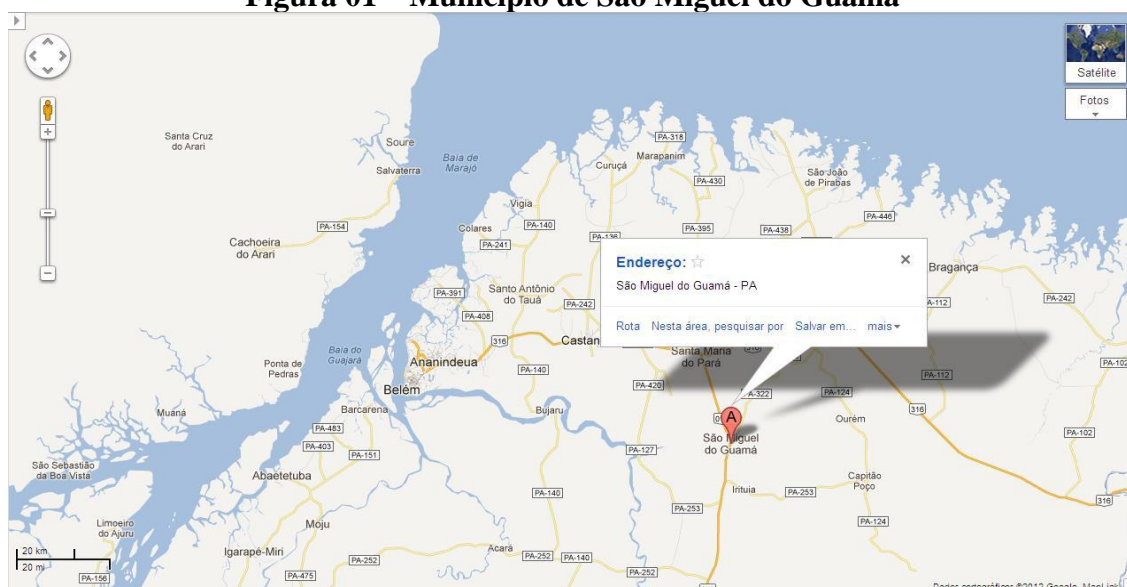 Figura 01 – Município de São Miguel do Guamá
Satélite
Fotos
PA-318
Santa Cruz
do Arari
Soure
Baia de
Marajó
Curuçá
Marapanim
Salvaterra
PA-430
São João
de Pirabas
Vigia
PA-154
Colares
PA-140
PA-136
PA-395
PA-438
PA-446
Cachoeira
do Arari
PA-241
Endereço:
São Miguel do Guamá - PA
Rota Nesta área, pesquisar por Salvar em... mais
Bragança
PA-391
Santo Antônio
do Tauá
PA-242
A-112
PA-242
PA-408
316
Castan
Santa Maria
do Pará
Baia do
Guajará
Ananindeua
Ponta de
Pedras
PA-140
PA-102
PA-112
Belém
PA-420
A-322
PA-124
Muaná
Barcarena
Bujaru
A
Ourém
316
PA-483
PA-403
PA-151
PA-127
São Miguel
do Guamá
PA-102
São Sebastião
da Boa Vista
Abaetetuba
PA-140
Irituia
PA-253
Capitão
Poço
316
PA-253
Limoeiro
do Ajuru
Moju
PA-124
20 km
20 mi
Igarapé-Miri
PA-252
Acará
PA-252
PA-140
PA-156
PA-475
PA-252